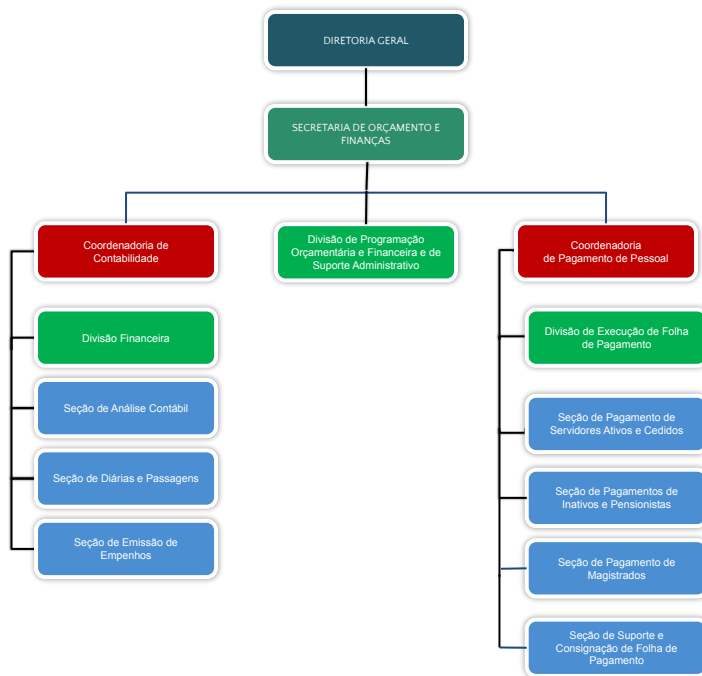 DIRETORIA GERAL
SECRETARIA DE ORÇAMENTO E
FINANÇAS
Coordenadoria de
Contabilidade
Divisão de Programação
Orçamentária e Financeira e de
Suporte Administrativo
Coordenadoria
de Pagamento de Pessoal
Divisão Financeira
Divisão de Execução de Folha
de Pagamento
Seção de Análise Contábil
Seção de Pagamento de
Servidores Ativos e Cedidos
Seção de Diárias e Passagens
Seção de Pagamentos de
Inativos e Pensionistas
Seção de Emissão de
Empenhos
Seção de Pagamento de
Magistrados
Seção de Suporte e
Consignação de Folha de
Pagamento